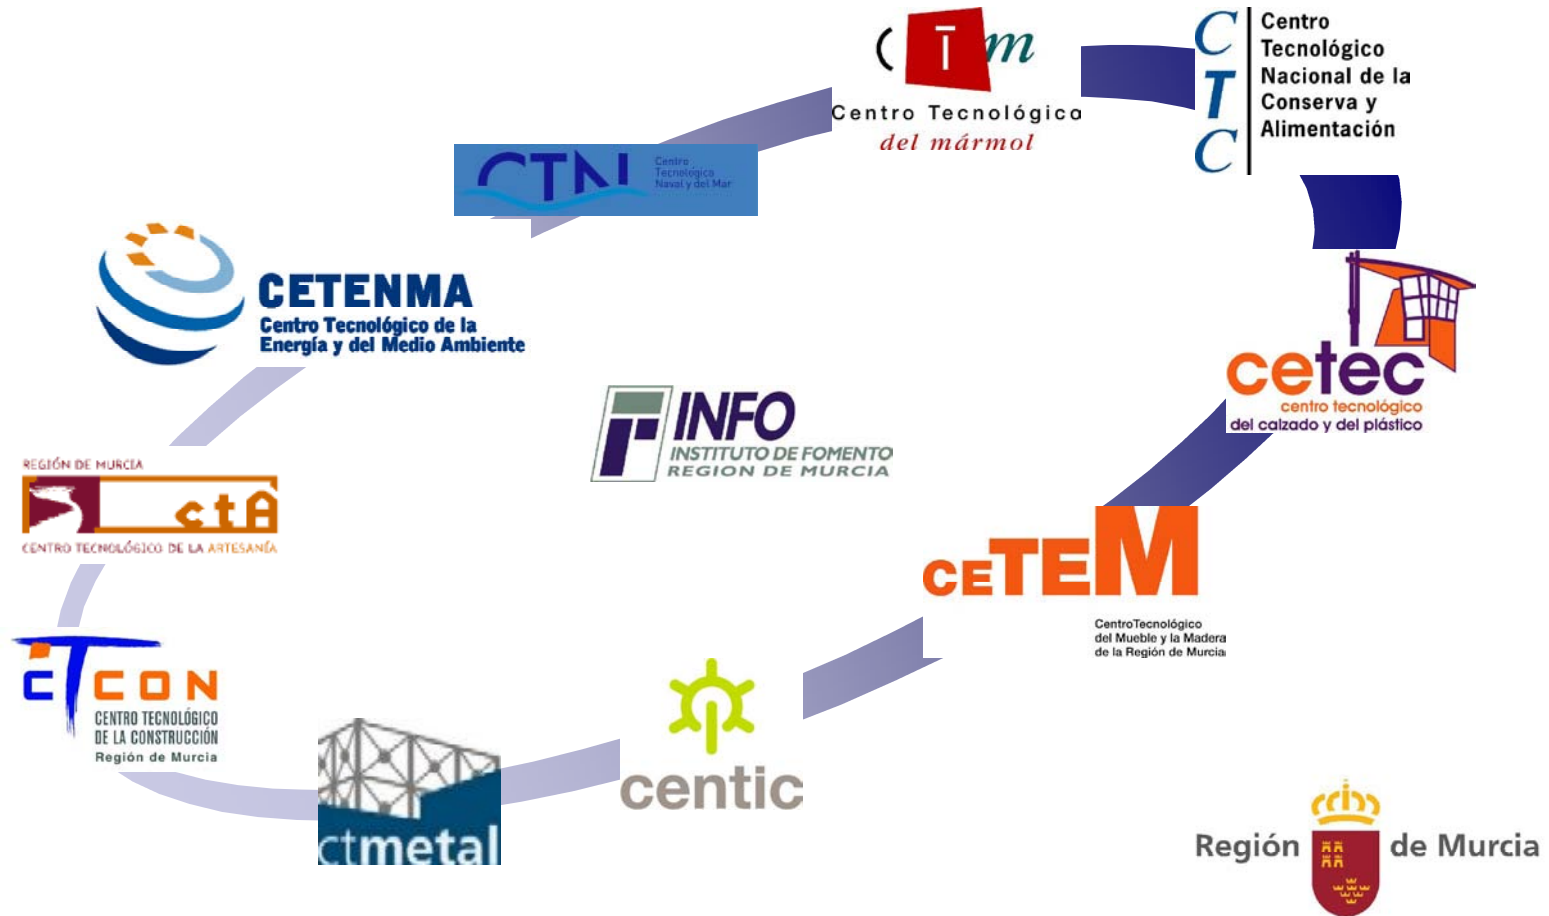 CTm
Centro Tecnológico
del mármol
CTC
Centro
Tecnológico
Nacional de la
Conserva y
Alimentación
CTN
Centro
Tecnológico
Naval y del Mar
CETENMA
Centro Tecnológico de la
Energía y del Medio Ambiente
cetec
centro tecnológico
del calzado y del plástico
INFO
INSTITUTO DE FOMENTO
REGION DE MURCIA
REGIÓN DE MURCIA
ctA
CENTRO TECNOLÓGICO DE LA ARTESANÍA
CETEM
CentroTecnológico
del Mueble y la Madera
de la Región de Murcia
CTCON
CENTRO TECNOLÓGICO
DE LA CONSTRUCCIÓN
Región de Murcia
centic
ctmetal
Región de Murcia